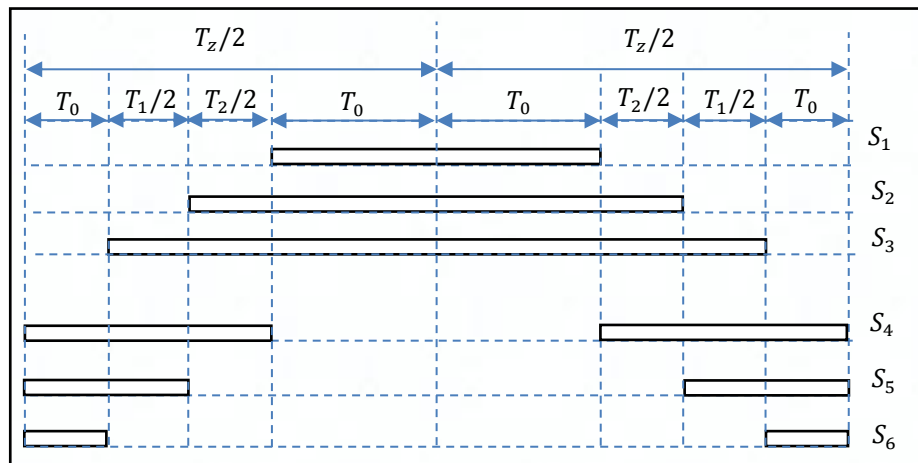 T_z/2 T_z/2
T_0 T_1/2 T_2/2 T_0 T_0 T_2/2 T_1/2 T_0
S_1
S_2
S_3
S_4
S_5
S_6